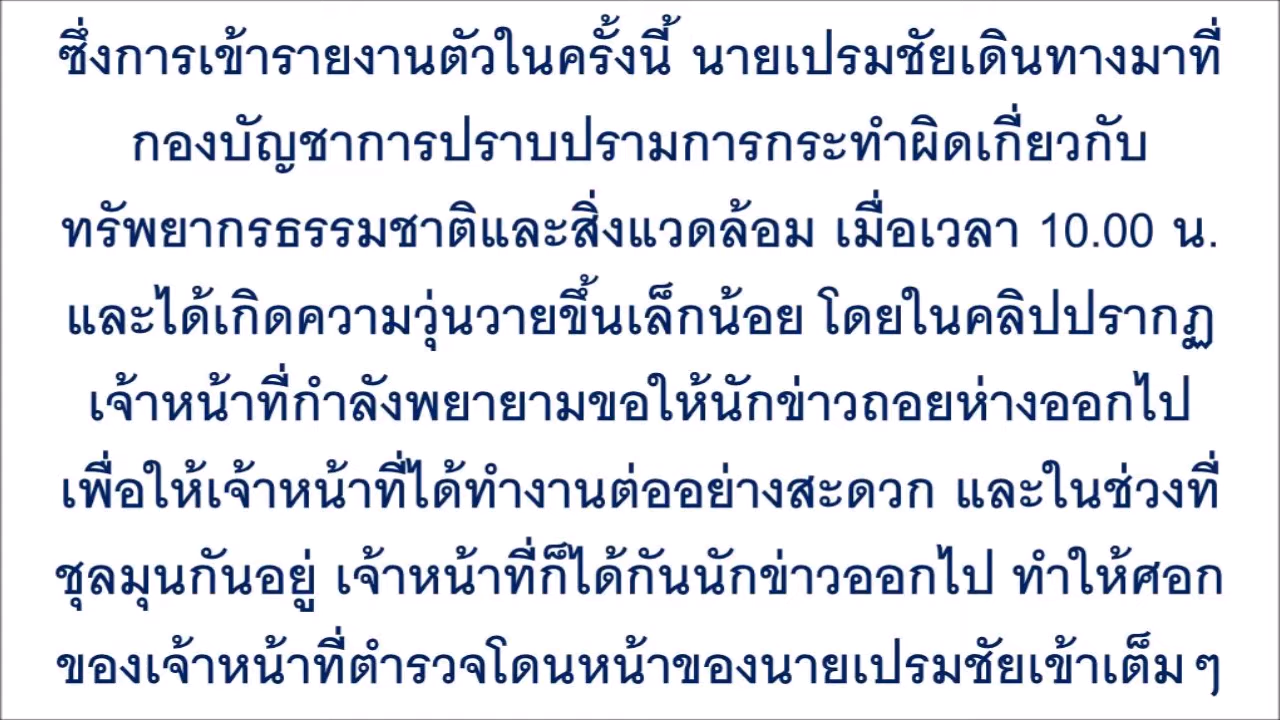 ซึ่งการเข้ารายงานตัวในครั้งนี้ นายเปรมชัยเดินทางมาที่
กองบัญชาการปราบปรามการกระทำผิดเกี่ยวกับ
ทรัพยากรธรรมชาติและสิ่งแวดล้อม เมื่อเวลา 10.00 น.
และได้เกิดความวุ่นวายขึ้นเล็กน้อย โดยในคลิปปรากฏ
เจ้าหน้าที่กำลังพยายามขอให้นักข่าวถอยห่างออกไป
เพื่อให้เจ้าหน้าที่ได้ทำงานต่ออย่างสะดวก และในช่วงที่
ชุลมุนกันอยู่ เจ้าหน้าที่ก็ได้กันนักข่าวออกไป ทำให้ศอก
ของเจ้าหน้าที่ตำรวจโดนหน้าของนายเปรมชัยเข้าเต็มๆ